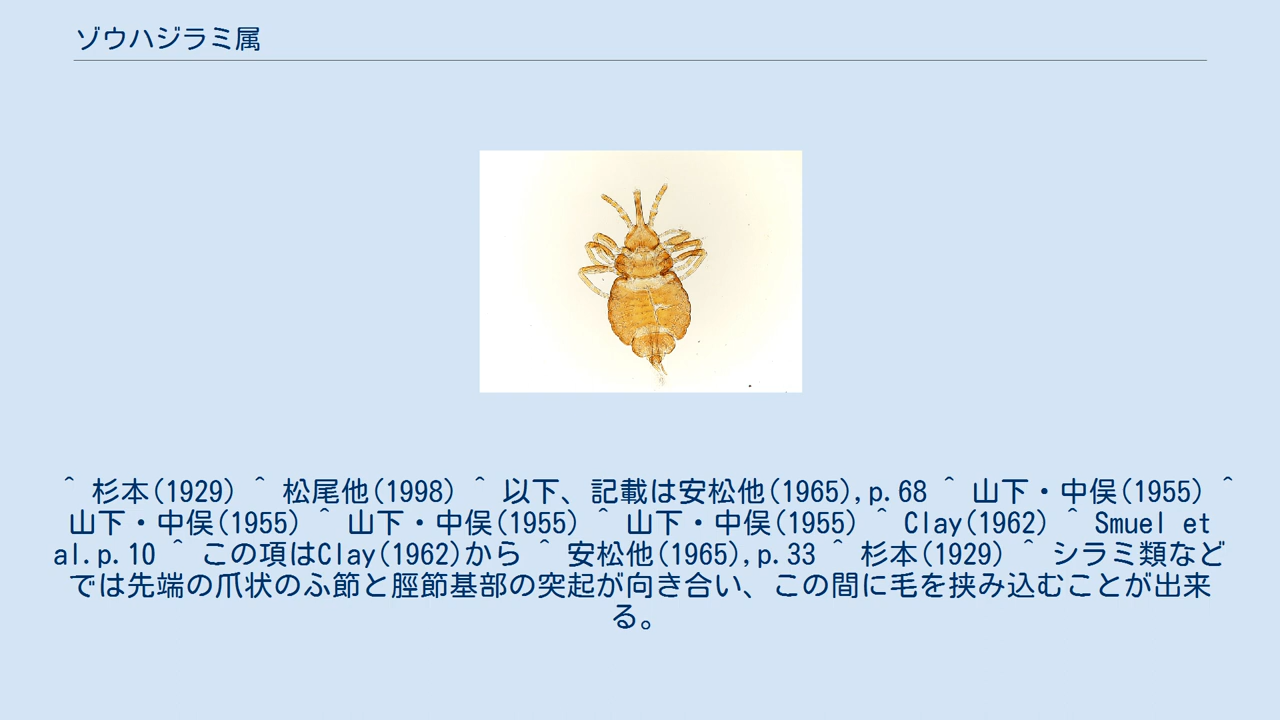 ゾウハジラミ属
^ 杉本(1929) ^ 松尾他(1998) ^ 以下、記載は安松他(1965),p.68 ^ 山下・中俣(1955) ^
山下・中俣(1955) ^ 山下・中俣(1955) ^ 山下・中俣(1955) ^ Clay(1962) ^ Smuel et
al.p.10 ^ この項はClay(1962)から ^ 安松他(1965),p.33 ^ 杉本(1929) ^ シラミ類など
では先端の爪状のふ節と脛節基部の突起が向き合い、この間に毛を挟み込むことが出来
る。